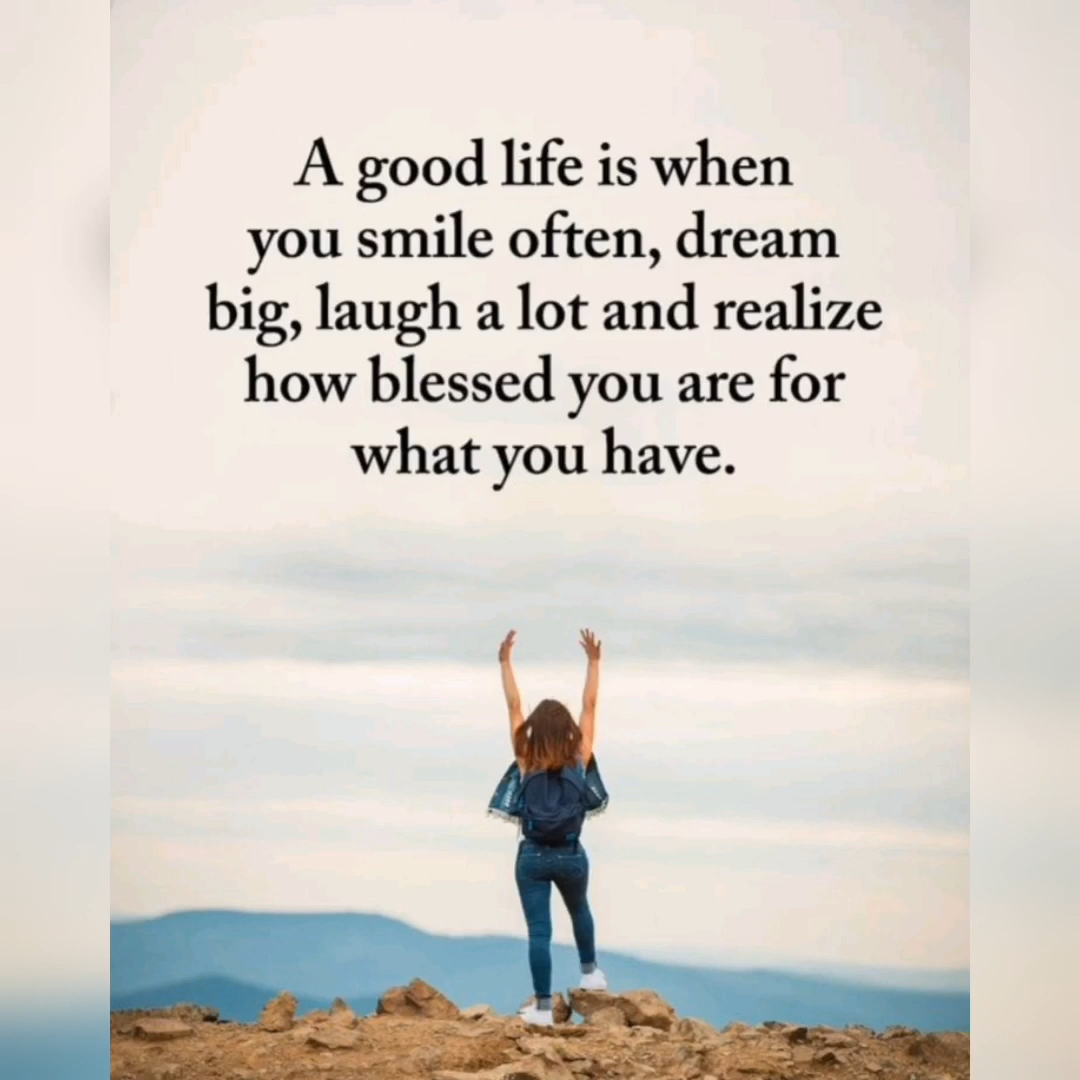 A good life is when
you smile often, dream
big, laugh a lot and realize
how blessed you are for
what you have.